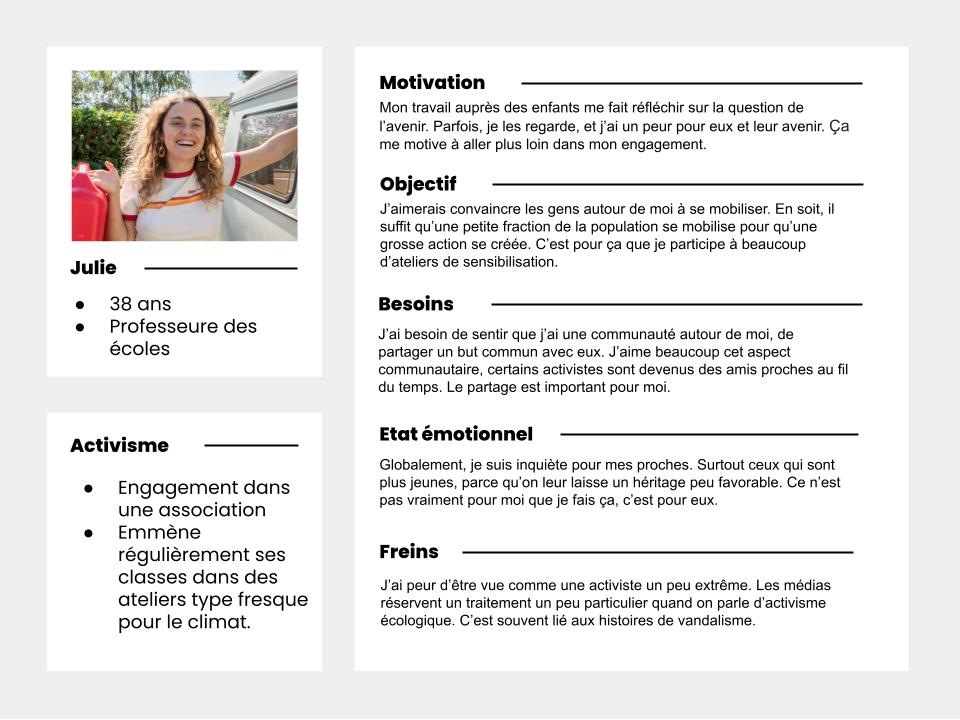 Julie
● 38 ans
● Professeure des
écoles
Activisme
● Engagement dans
une association
● Emmène
régulièrement ses
classes dans des
ateliers type fresque
pour le climat.
Motivation
Mon travail auprès des enfants me fait réfléchir sur la question de
l’avenir. Parfois, je les regarde, et j’ai un peur pour eux et leur avenir. Ça
me motive à aller plus loin dans mon engagement.
Objectif
J’aimerais convaincre les gens autour de moi à se mobiliser. En soit, il
suffit qu’une petite fraction de la population se mobilise pour qu’une
grosse action se créée. C’est pour ça que je participe à beaucoup
d’ateliers de sensibilisation.
Besoins
J’ai besoin de sentir que j’ai une communauté autour de moi, de
partager un but commun avec eux. J’aime beaucoup cet aspect
communautaire, certains activistes sont devenus des amis proches au fil
du temps. Le partage est important pour moi.
Etat émotionnel
Globalement, je suis inquiète pour mes proches. Surtout ceux qui sont
plus jeunes, parce qu’on leur laisse un héritage peu favorable. Ce n’est
pas vraiment pour moi que je fais ça, c’est pour eux.
Freins
J’ai peur d’être vue comme une activiste un peu extrême. Les médias
réservent un traitement un peu particulier quand on parle d’activisme
écologique. C’est souvent lié aux histoires de vandalisme.